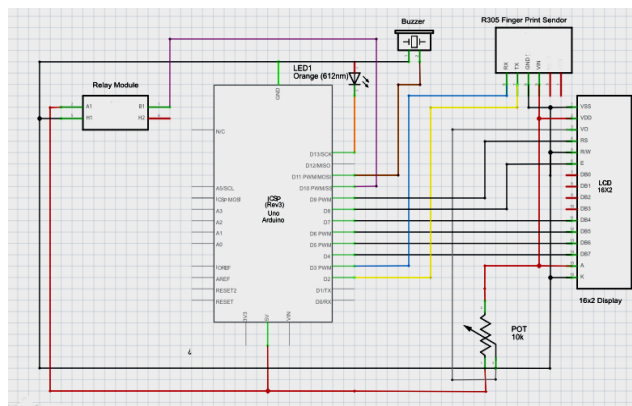 Buzzer
R305 Finger Print Sendor
RX
TX
GND
VIN
LED1
Orange (612nm)
GND
Relay Module
A1
H1
B1
H2
N/C
D13/SCK
D12/MISO
D11 PWM/MOSI
D10 PWM/SS
D9 PWM
D8
D7
D6 PWM
D5 PWM
D4
D3 PWM
D2
D1/TX
D0/RX
A5/SCL
A3
A2
A1
A0
IOREF
AREF
RESET2
RESET
ICSP
(Rev3)
Uno
Arduino
3V3
5V
VIN
VSS
VDD
VO
RS
R/W
E
DB0
DB1
DB2
DB3
DB4
DB5
DB6
DB7
A
K
LCD
16X2
16x2 Display
POT
10k